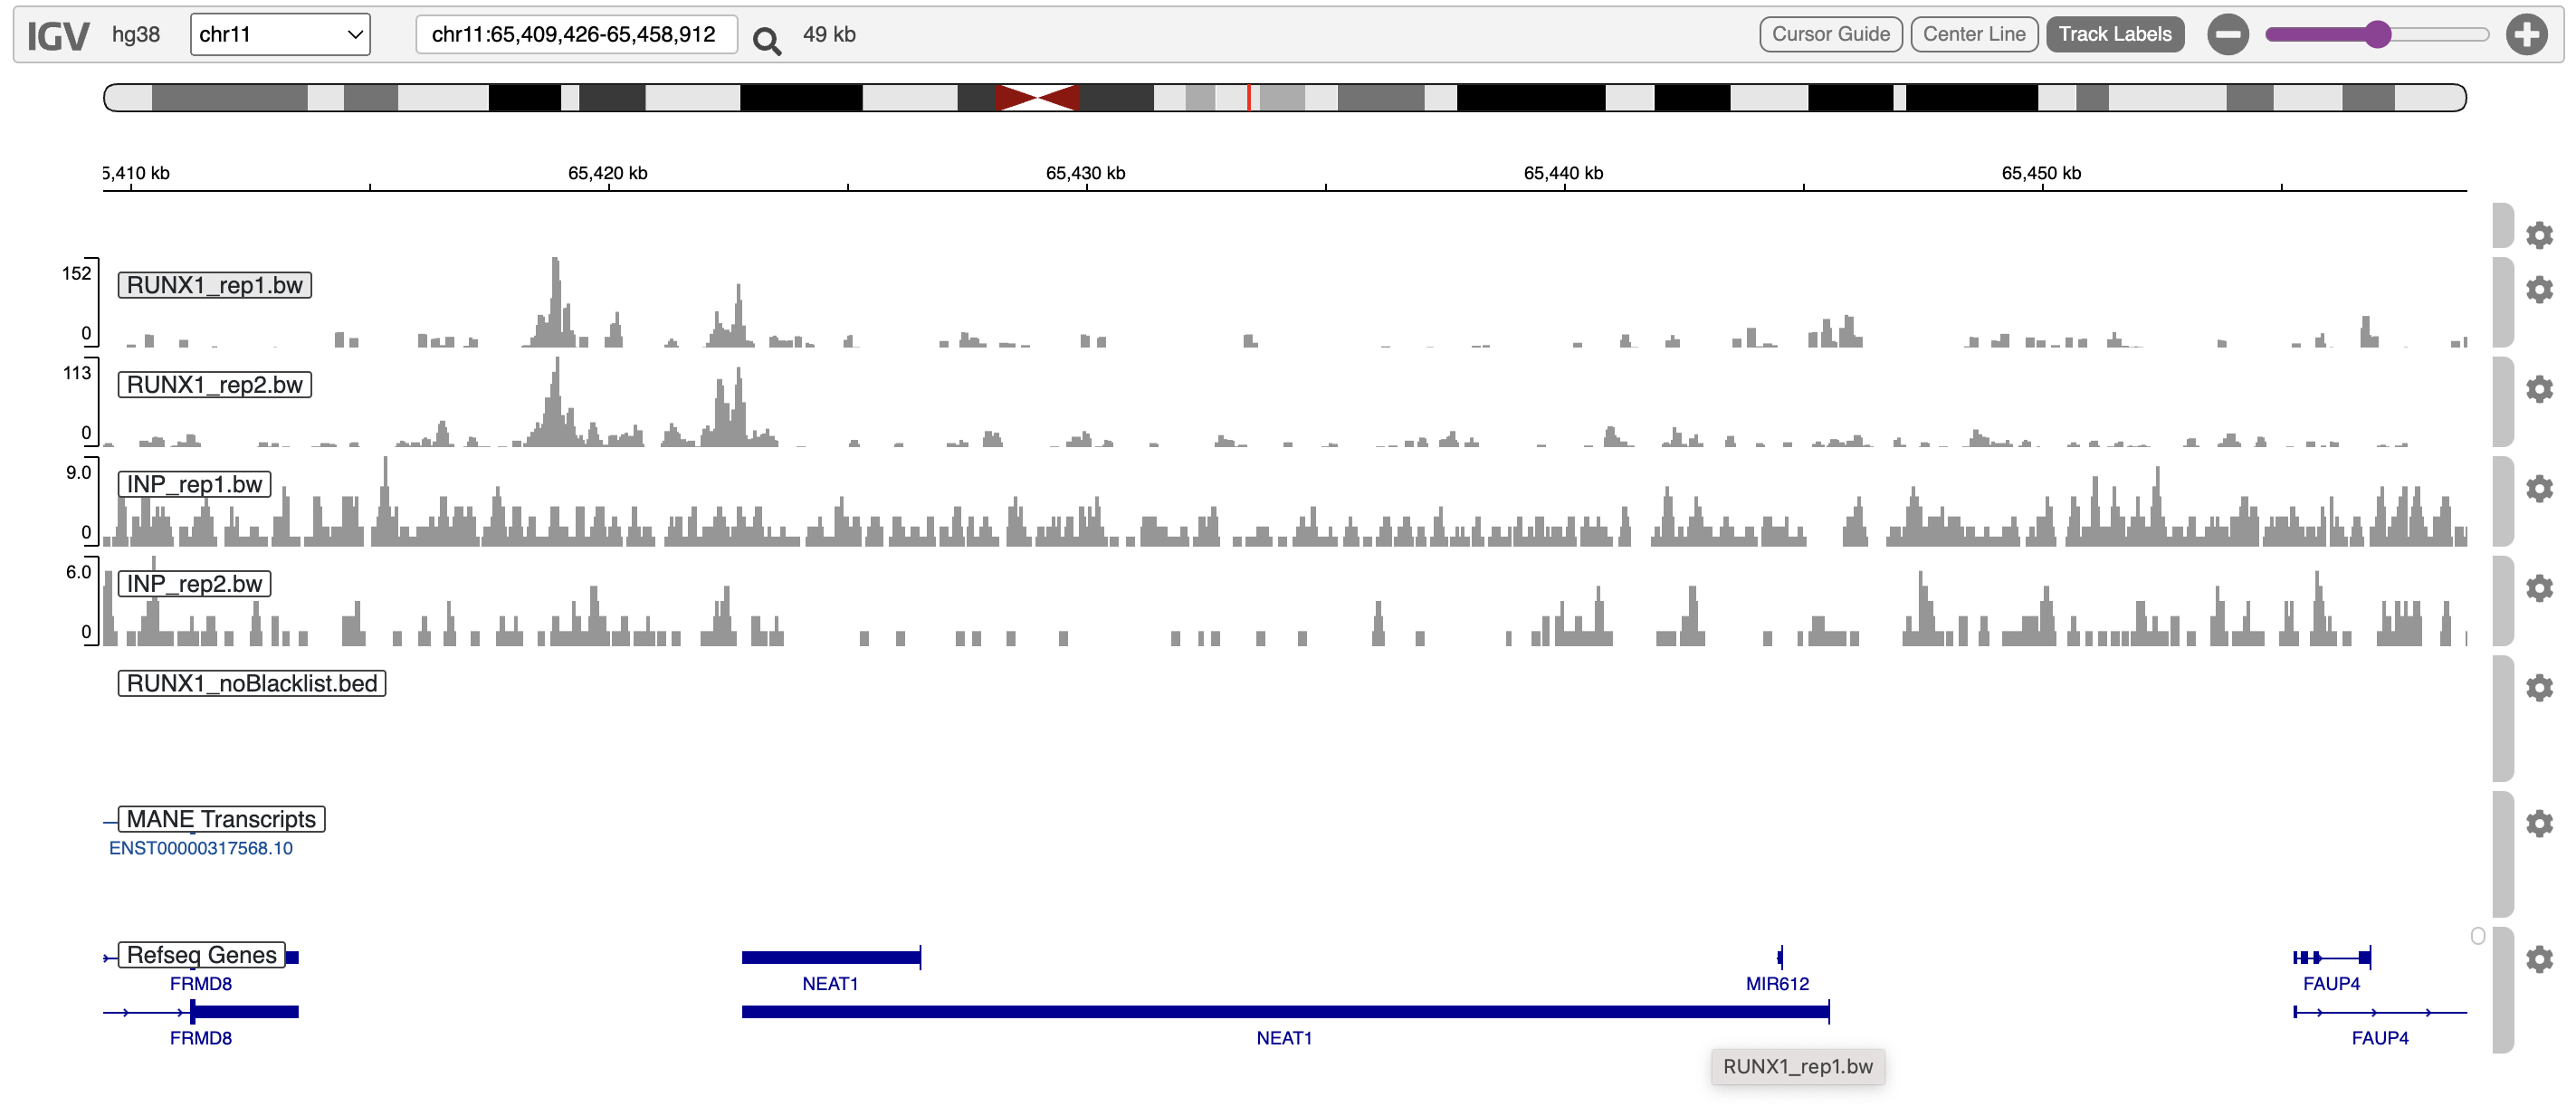 IGV hg38 chr11 chr11:65,409,426-65,458,912 49 kb Cursor Guide Center Line Track Labels
5,410 kb 65,420 kb 65,430 kb 65,440 kb 65,450 kb
152 RUNX1_rep1.bw
0
113 RUNX1_rep2.bw
0
9.0 INP_rep1.bw
0
6.0 INP_rep2.bw
0
RUNX1_noBlacklist.bed
MANE Transcripts
ENST00000317568.10
Refseq Genes
FRMD8 NEAT1 MIR612 FAUP4
FRMD8 NEAT1 FAUP4
RUNX1_rep1.bw